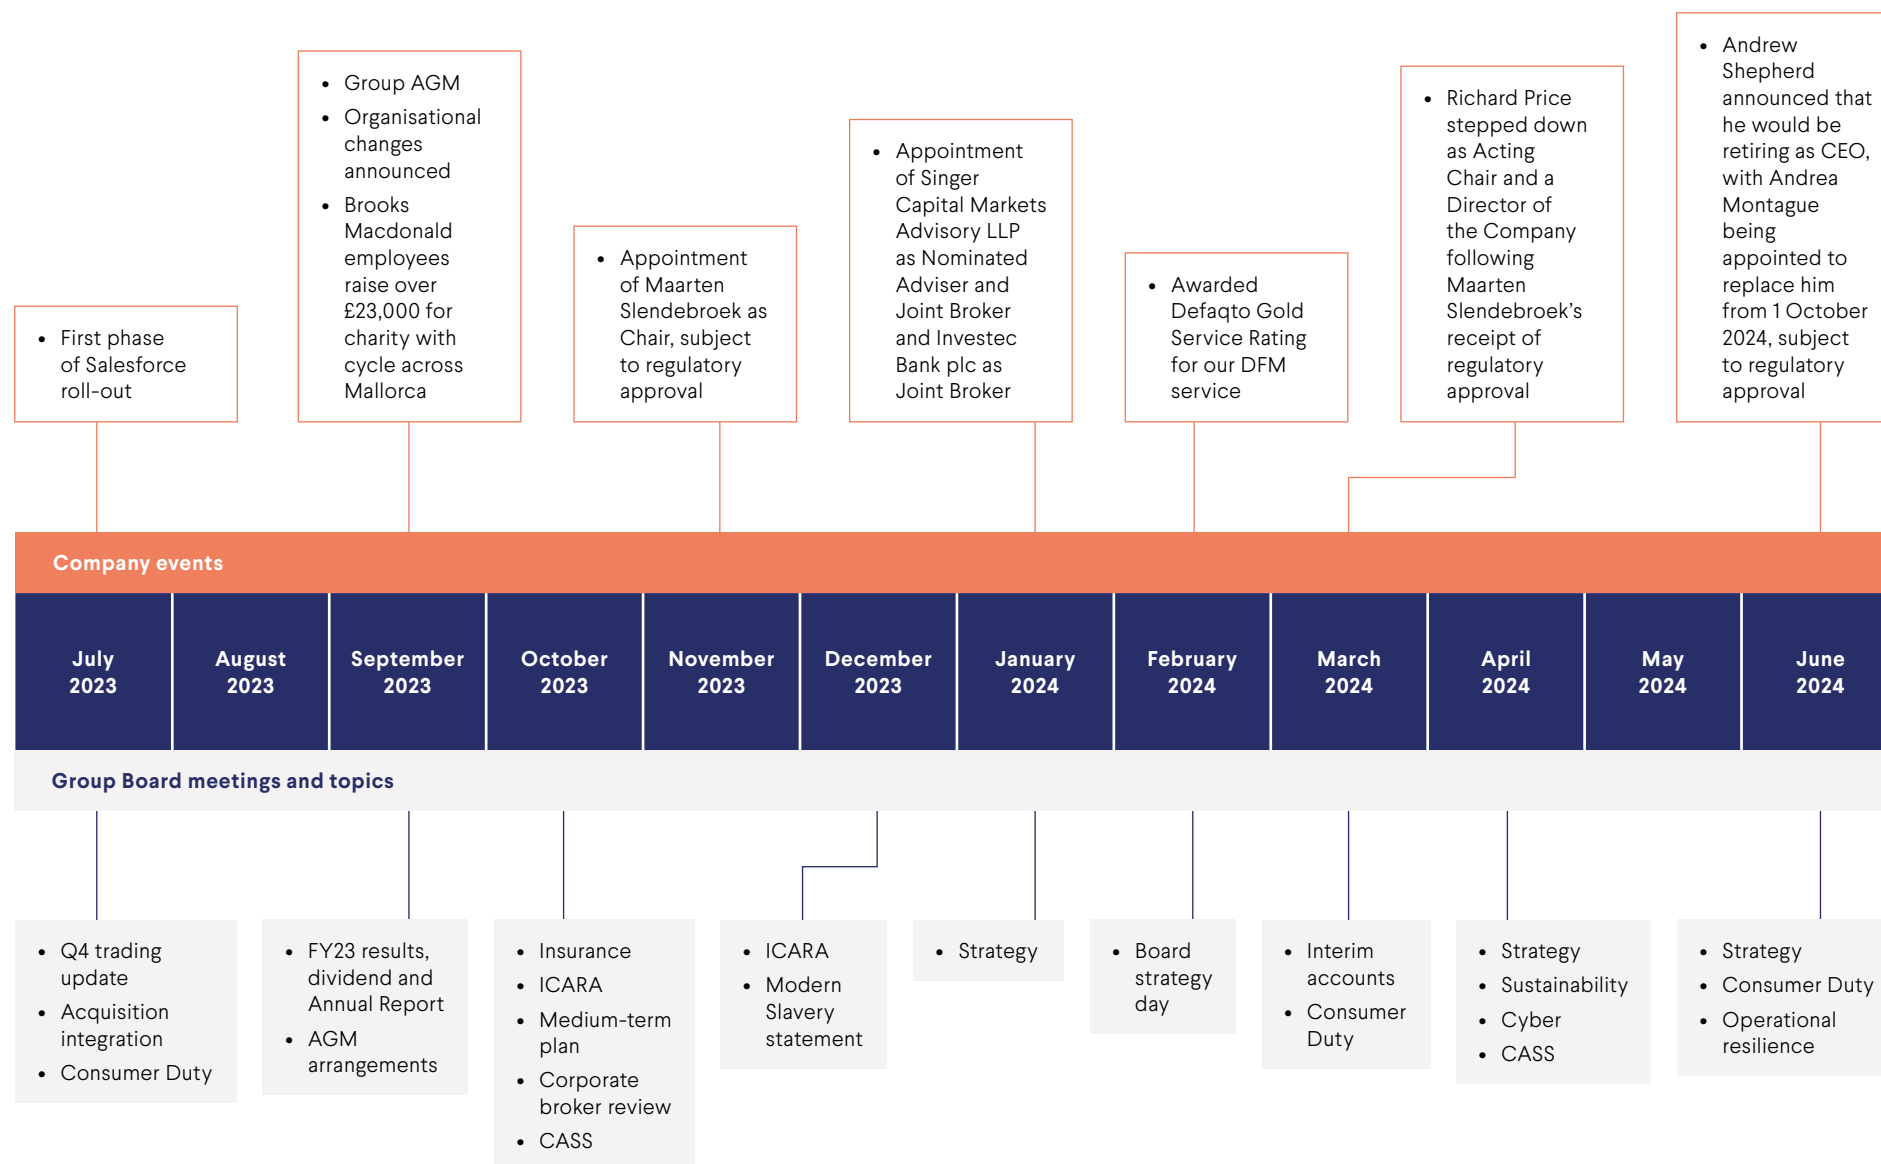 • First phase
of Salesforce
roll-out
• Group AGM
• Organisational
changes
announced
• Brooks
Macdonald
employees
raise over
£23,000 for
charity with
cycle across
Mallorca
• Appointment
of Maarten
Slendebroek as
Chair, subject
to regulatory
approval
• Appointment
of Singer
Capital Markets
Advisory LLP
as Nominated
Adviser and
Joint Broker
and Investec
Bank plc as
Joint Broker
• Awarded
Defaqto Gold
Service Rating
for our DFM
service
• Richard Price
stepped down
as Acting
Chair and a
Director of
the Company
following
Maarten
Slendebroek’s
receipt of
regulatory
approval
• Andrew
Shepherd
announced that
he would be
retiring as CEO,
with Andrea
Montague
being
appointed to
replace him
from 1 October
2024, subject
to regulatory
approval
Company events
July
2023
August
2023
September
2023
October
2023
November
2023
December
2023
January
2024
February
2024
March
2024
April
2024
May
2024
June
2024
Group Board meetings and topics
• Q4 trading
update
• Acquisition
integration
• Consumer Duty
• FY23 results,
dividend and
Annual Report
• AGM
arrangements
• Insurance
• ICARA
• Medium-term
plan
• Corporate
broker review
• CASS
• ICARA
• Modern
Slavery
statement
• Strategy
• Board
strategy
day
• Interim
accounts
• Consumer
Duty
• Strategy
• Sustainability
• Cyber
• CASS
• Strategy
• Consumer Duty
• Operational
resilience